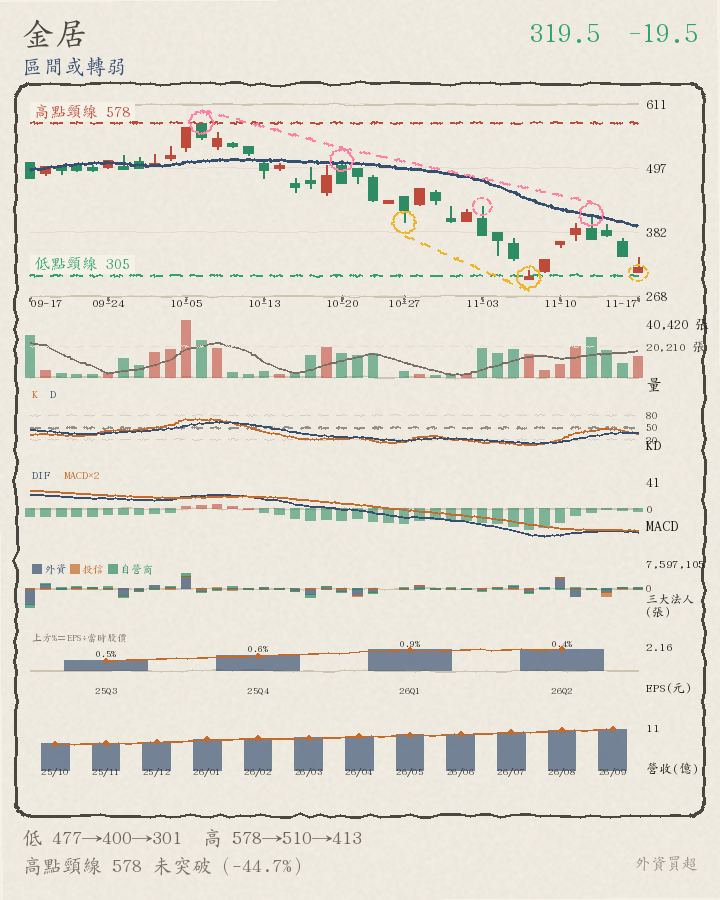 金居
319.5 -19.5
區間或轉弱
高點頸線 578
611
497
382
低點頸線 305
268
09-17 09-24 10-05 10-13 10-20 10-27 11-03 11-10 11-17
40,420 張
20,210 張
量
K D
80
50
20
KD
DIF MACD×2
41
0
MACD
外資 投信 自營商
7,597,105
0
三大法人
(張)
上方%=EPS÷當時股價
0.5% 0.6% 0.9% 0.4%
2.16
25Q3 25Q4 26Q1 26Q2
EPS(元)
11
25/10 25/11 25/12 26/01 26/02 26/03 26/04 26/05 26/06 26/07 26/08 26/09
營收(億)
低 477→400→301 高 578→510→413
高點頸線 578 未突破 (-44.7%)
外資買超